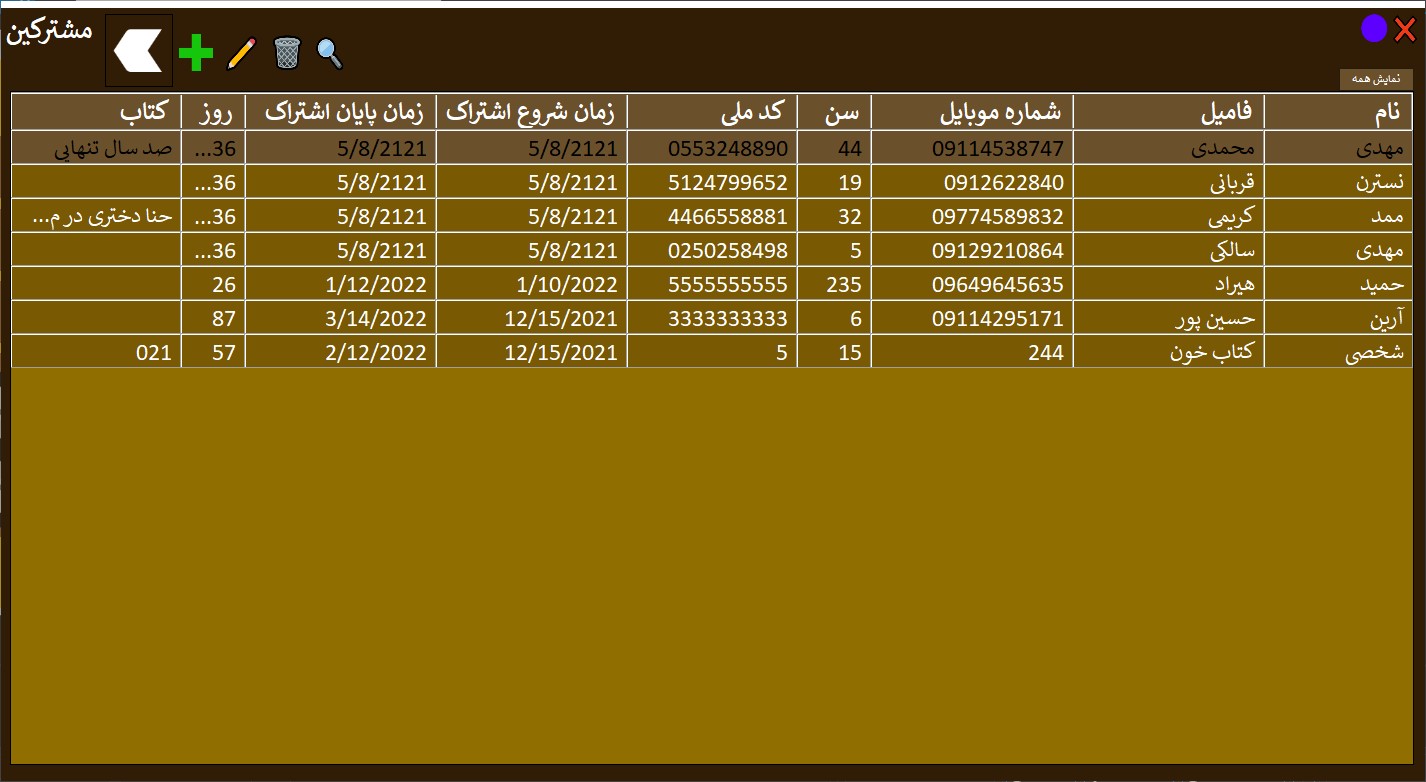 مشترکین
نمایش همه
نام فامیل شماره موبایل سن کد ملی زمان شروع اشتراک زمان پایان اشتراک روز کتاب
مهدی محمدی 09114538747 44 0553248890 5/8/2121 5/8/2121 36... صد سال تنهایی
نسترن قربانی 0912622840 19 5124799652 5/8/2121 5/8/2121 36...
ممد کریمی 09774589832 32 4466558881 5/8/2121 5/8/2121 36... حنا دختری در م...
مهدی سالکی 09129210864 5 0250258498 5/8/2121 5/8/2121 36...
حمید هیراد 09649645635 235 5555555555 1/10/2022 1/12/2022 26
آرین حسین پور 09114295171 6 3333333333 12/15/2021 3/14/2022 87
شخصی کتاب خون 244 15 5 12/15/2021 2/12/2022 57 021